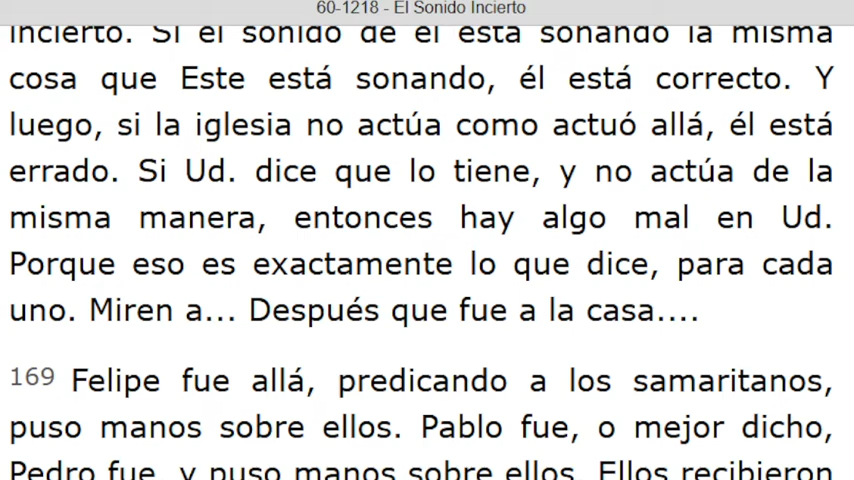 60-1218 - El Sonido Incierto
incierto. Si el sonido de él está sonando la misma
cosa que Este está sonando, él está correcto. Y
luego, si la iglesia no actúa como actuó allá, él está
errado. Si Ud. dice que lo tiene, y no actúa de la
misma manera, entonces hay algo mal en Ud.
Porque eso es exactamente lo que dice, para cada
uno. Miren a... Después que fue a la casa....
169 Felipe fue allá, predicando a los samaritanos,
puso manos sobre ellos. Pablo fue, o mejor dicho,
Pedro fue, y puso manos sobre ellos. Ellos recibieron